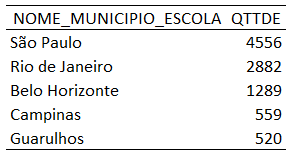 NOME_MUNICIPIO_ESCOLA QTTDE
São Paulo 4556
Rio de Janeiro 2882
Belo Horizonte 1289
Campinas 559
Guarulhos 520